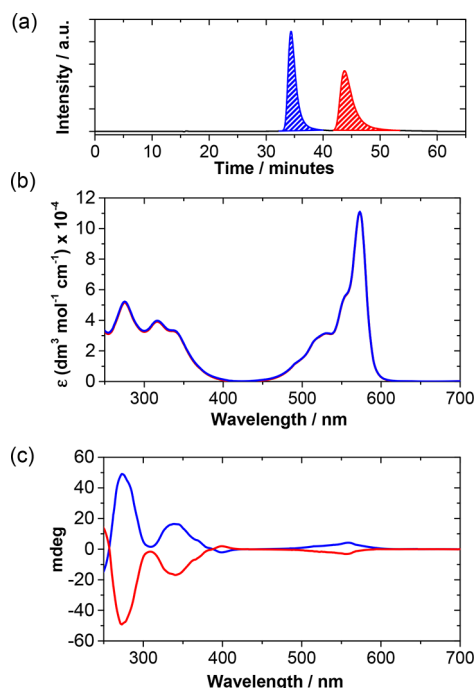 (a)
Intensity / a.u.
0 10 20 30 40 50 60
Time / minutes
(b)
ε (dm³ mol⁻¹ cm⁻¹) x 10⁻⁴
12
10
8
6
4
2
0
300 400 500 600 700
Wavelength / nm
(c)
mdeg
60
40
20
0
-20
-40
-60
300 400 500 600 700
Wavelength / nm